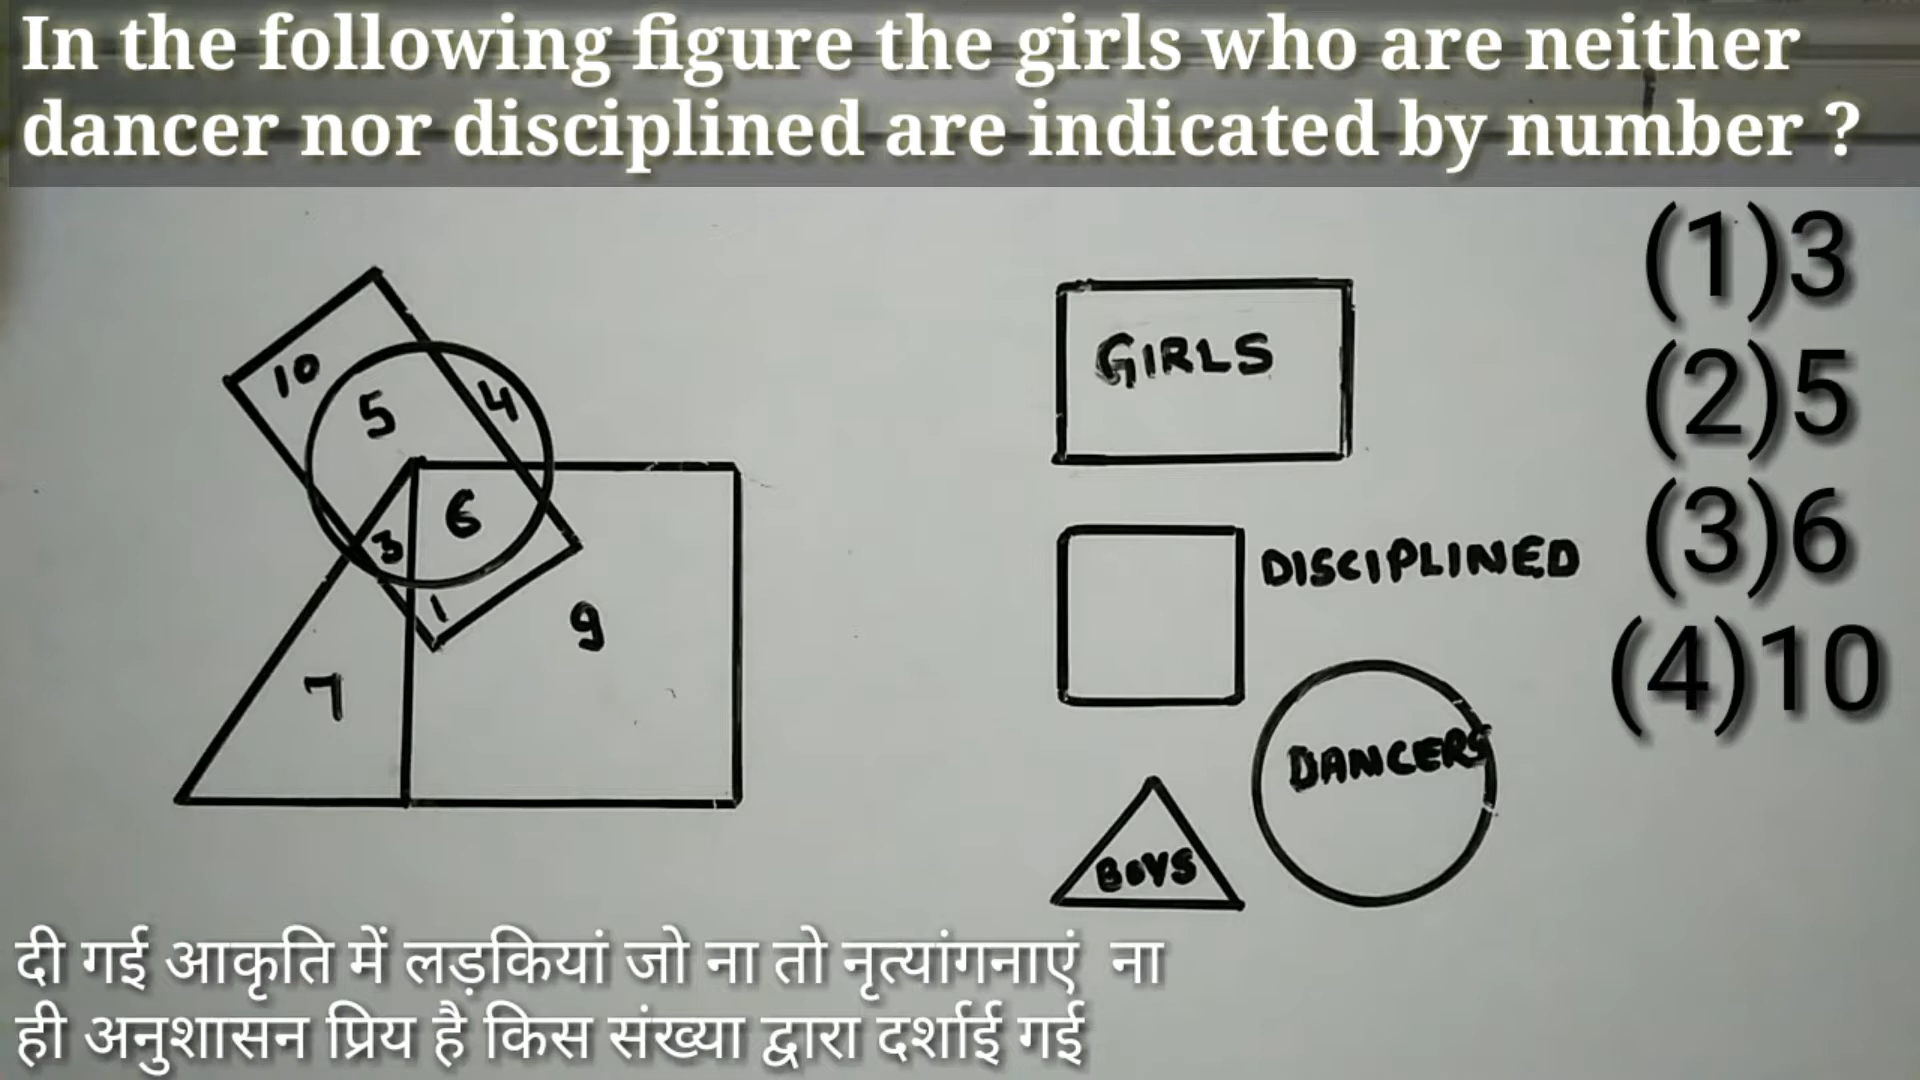 In the following figure the girls who are neither
dancer nor disciplined are indicated by number ?
10
5
4
3
6
1
9
7
GIRLS
DISCIPLINED
DANCERS
BOYS
(1)3
(2)5
(3)6
(4)10
दी गई आकृति में लड़कियां जो ना तो नृत्यांगनाएं ना
ही अनुशासन प्रिय है किस संख्या द्वारा दर्शाई गई